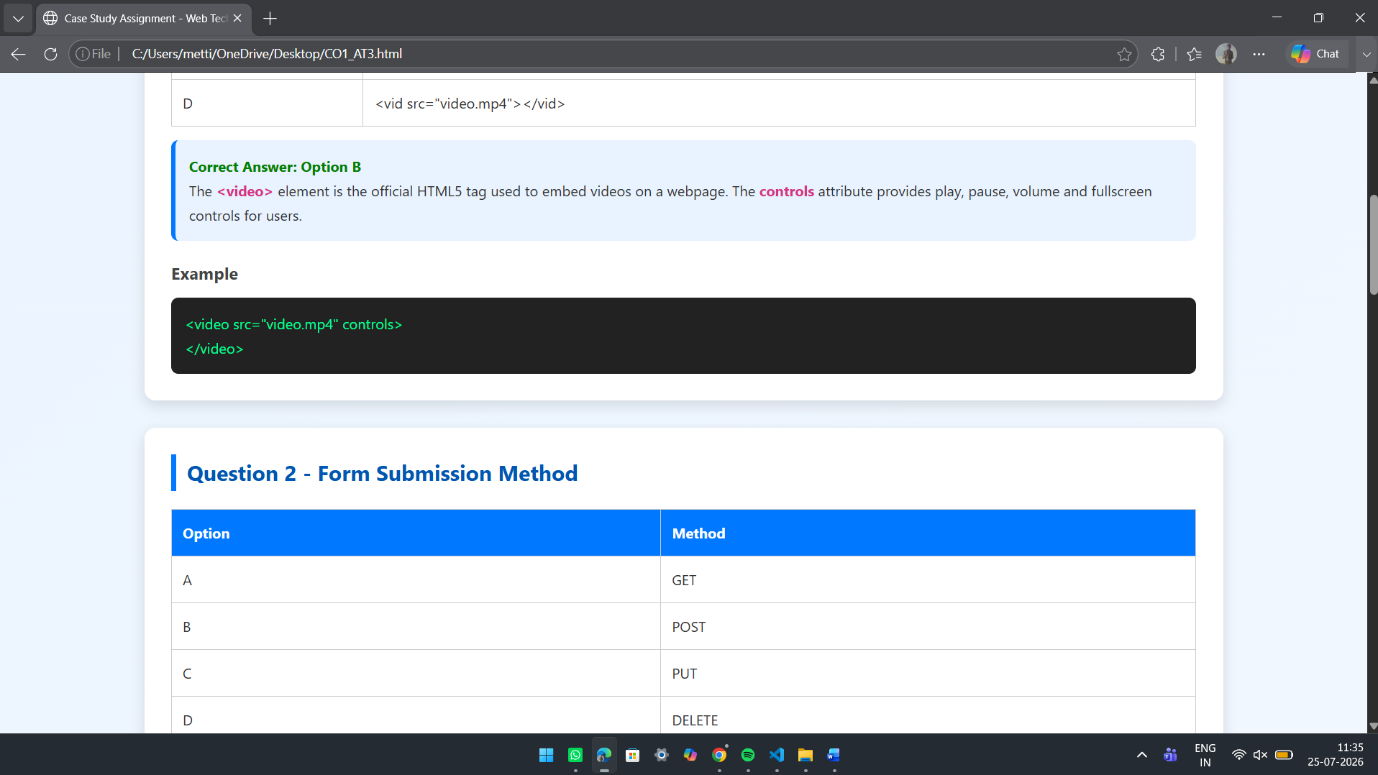 Case Study Assignment - Web Tec
File
C:/Users/metti/OneDrive/Desktop/CO1_AT3.html
Chat
D <vid src="video.mp4"></vid>
Correct Answer: Option B
The <video> element is the official HTML5 tag used to embed videos on a webpage. The controls attribute provides play, pause, volume and fullscreen
controls for users.
Example
<video src="video.mp4" controls>
</video>
Question 2 - Form Submission Method
Option Method
A GET
B POST
C PUT
D DELETE
ENG
IN
11:35
25-07-2026